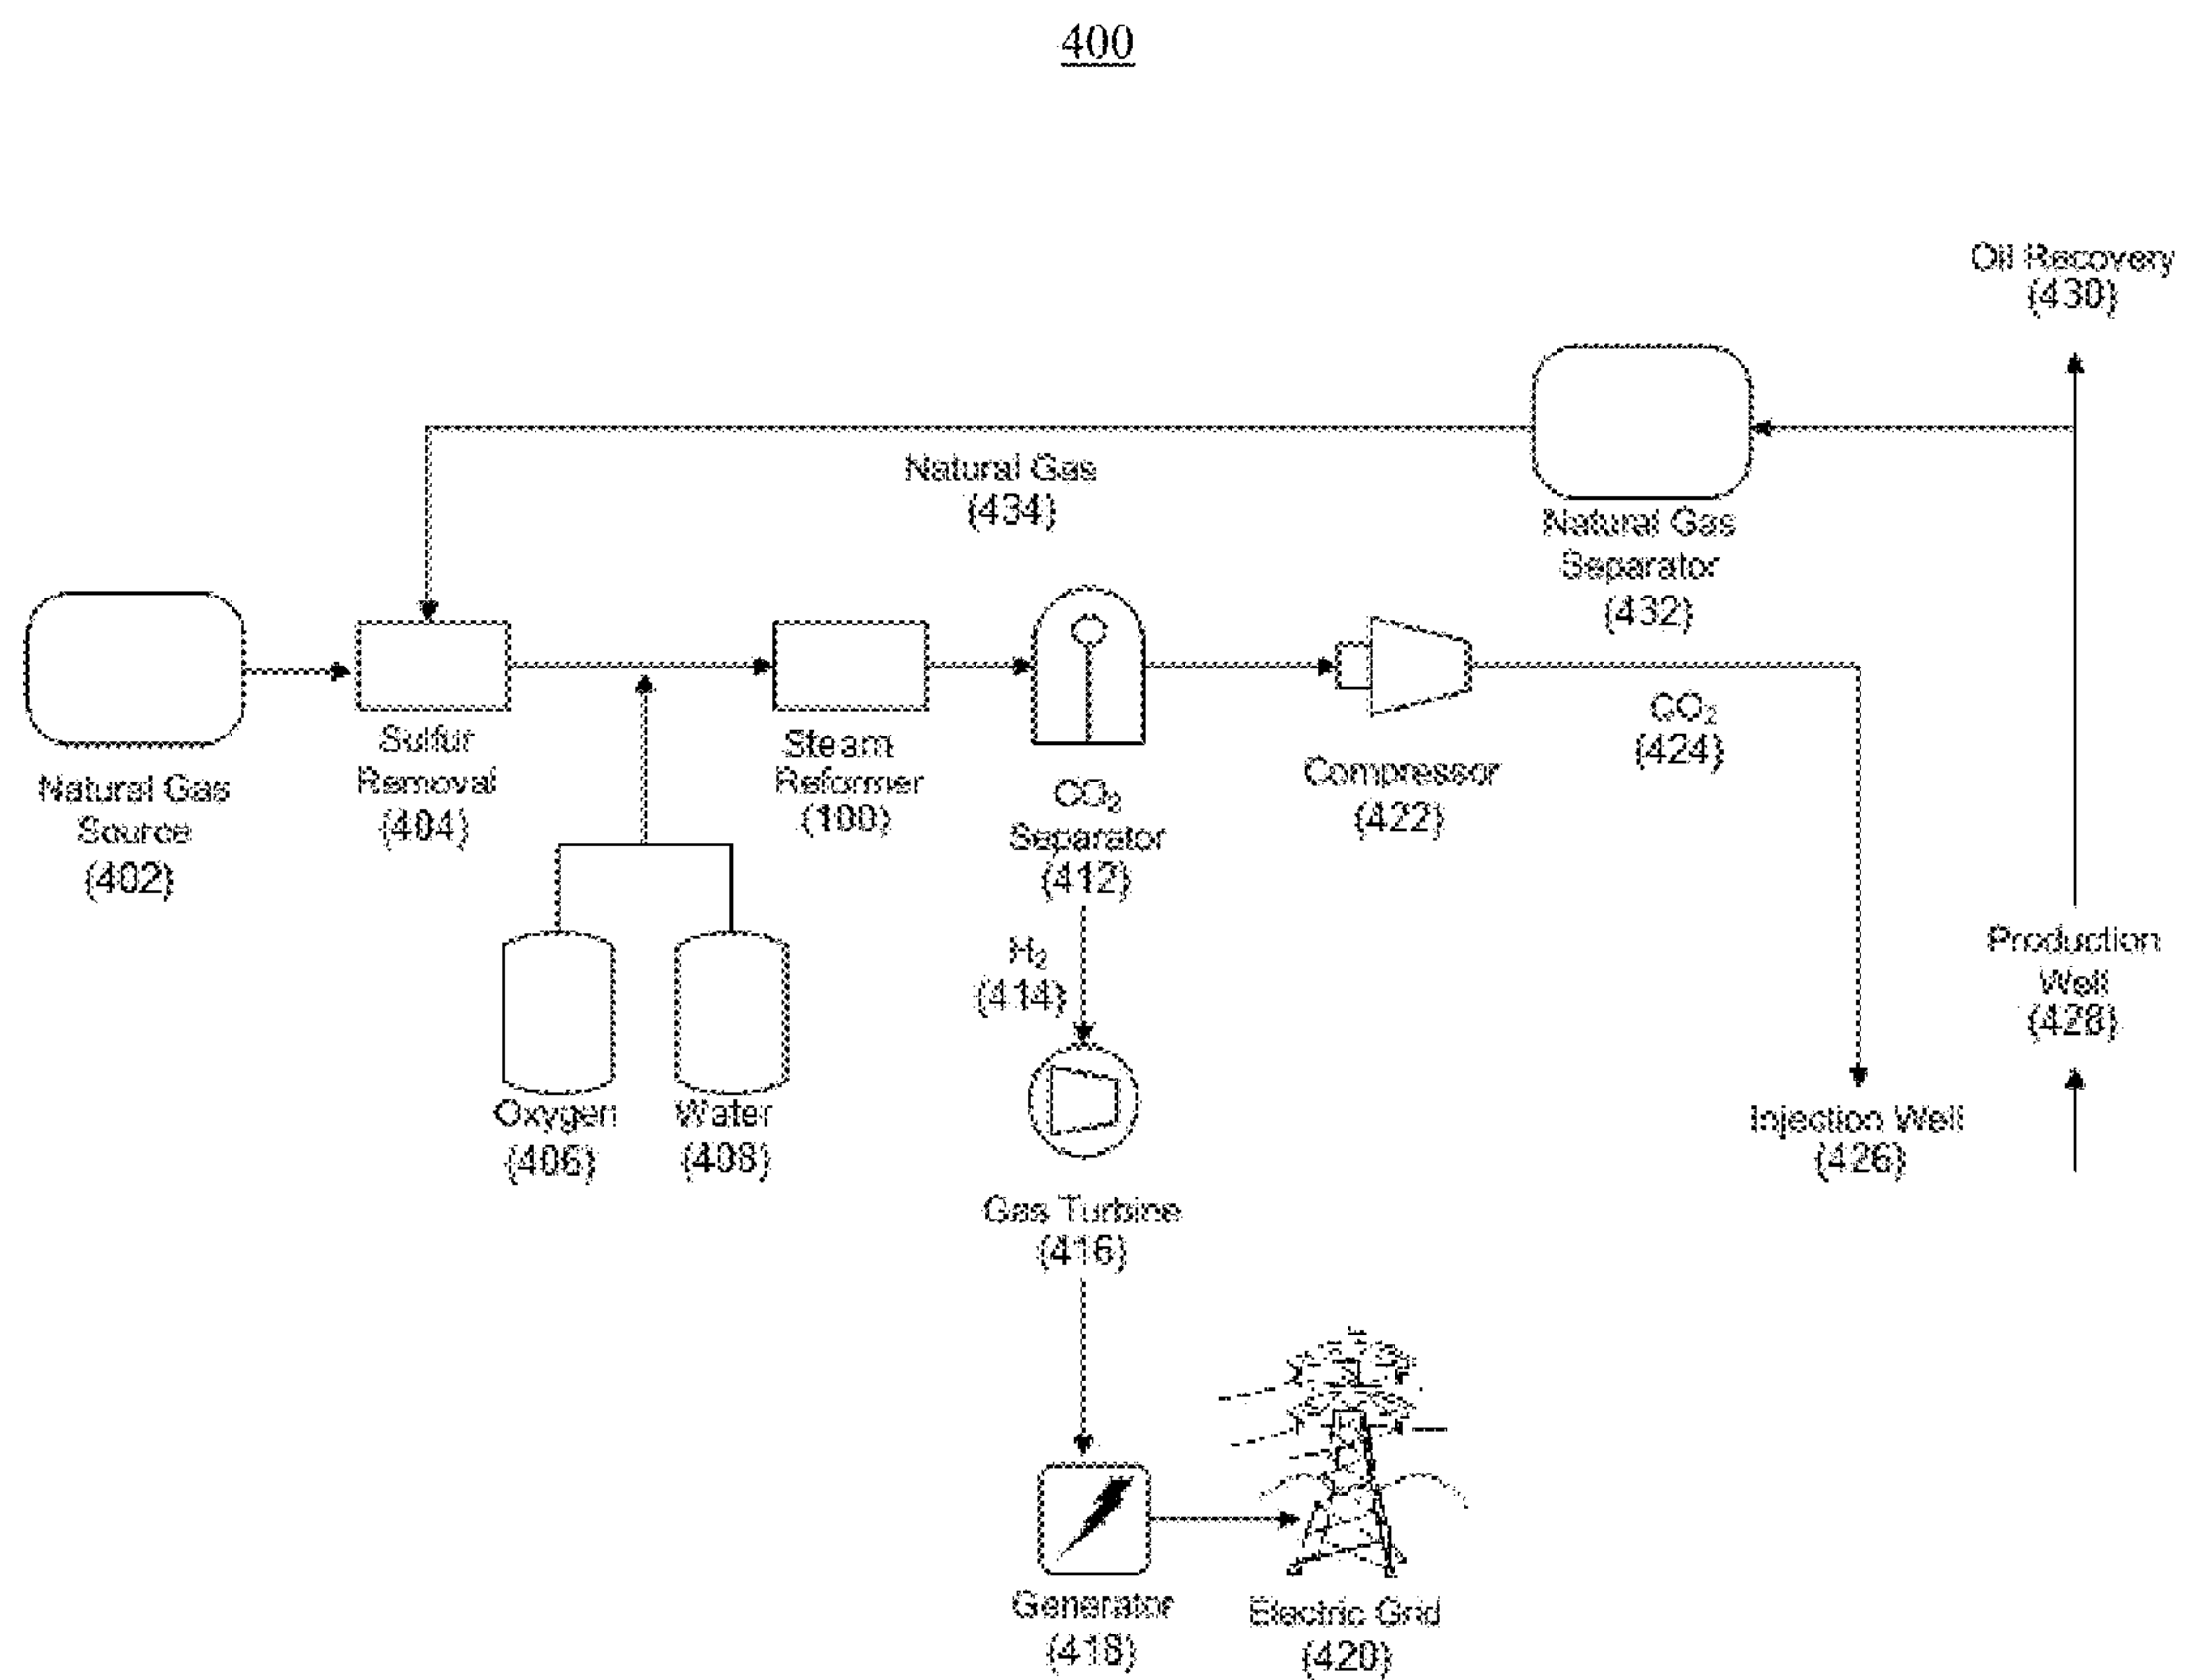 400
Oil Recovery
(430)
Natural Gas
(434)
Natural Gas
Separator
(432)
Natural Gas
Source
(402)
Sulfur
Removal
(404)
Steam
Reformer
(100)
CO₂
Separator
(412)
Compressor
(422)
CO₂
(424)
Oxygen
(406)
Water
(408)
H₂
(414)
Production
Well
(428)
Injection Well
(426)
Gas Turbine
(416)
Generator
(418)
Electric Grid
(420)